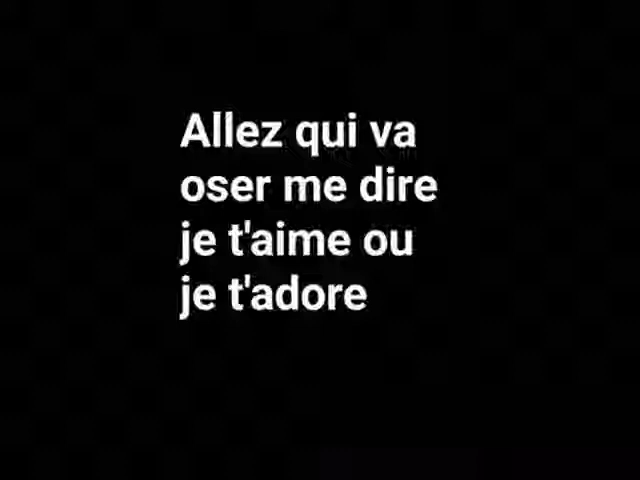 Allez qui va
oser me dire
je t'aime ou
je t'adore